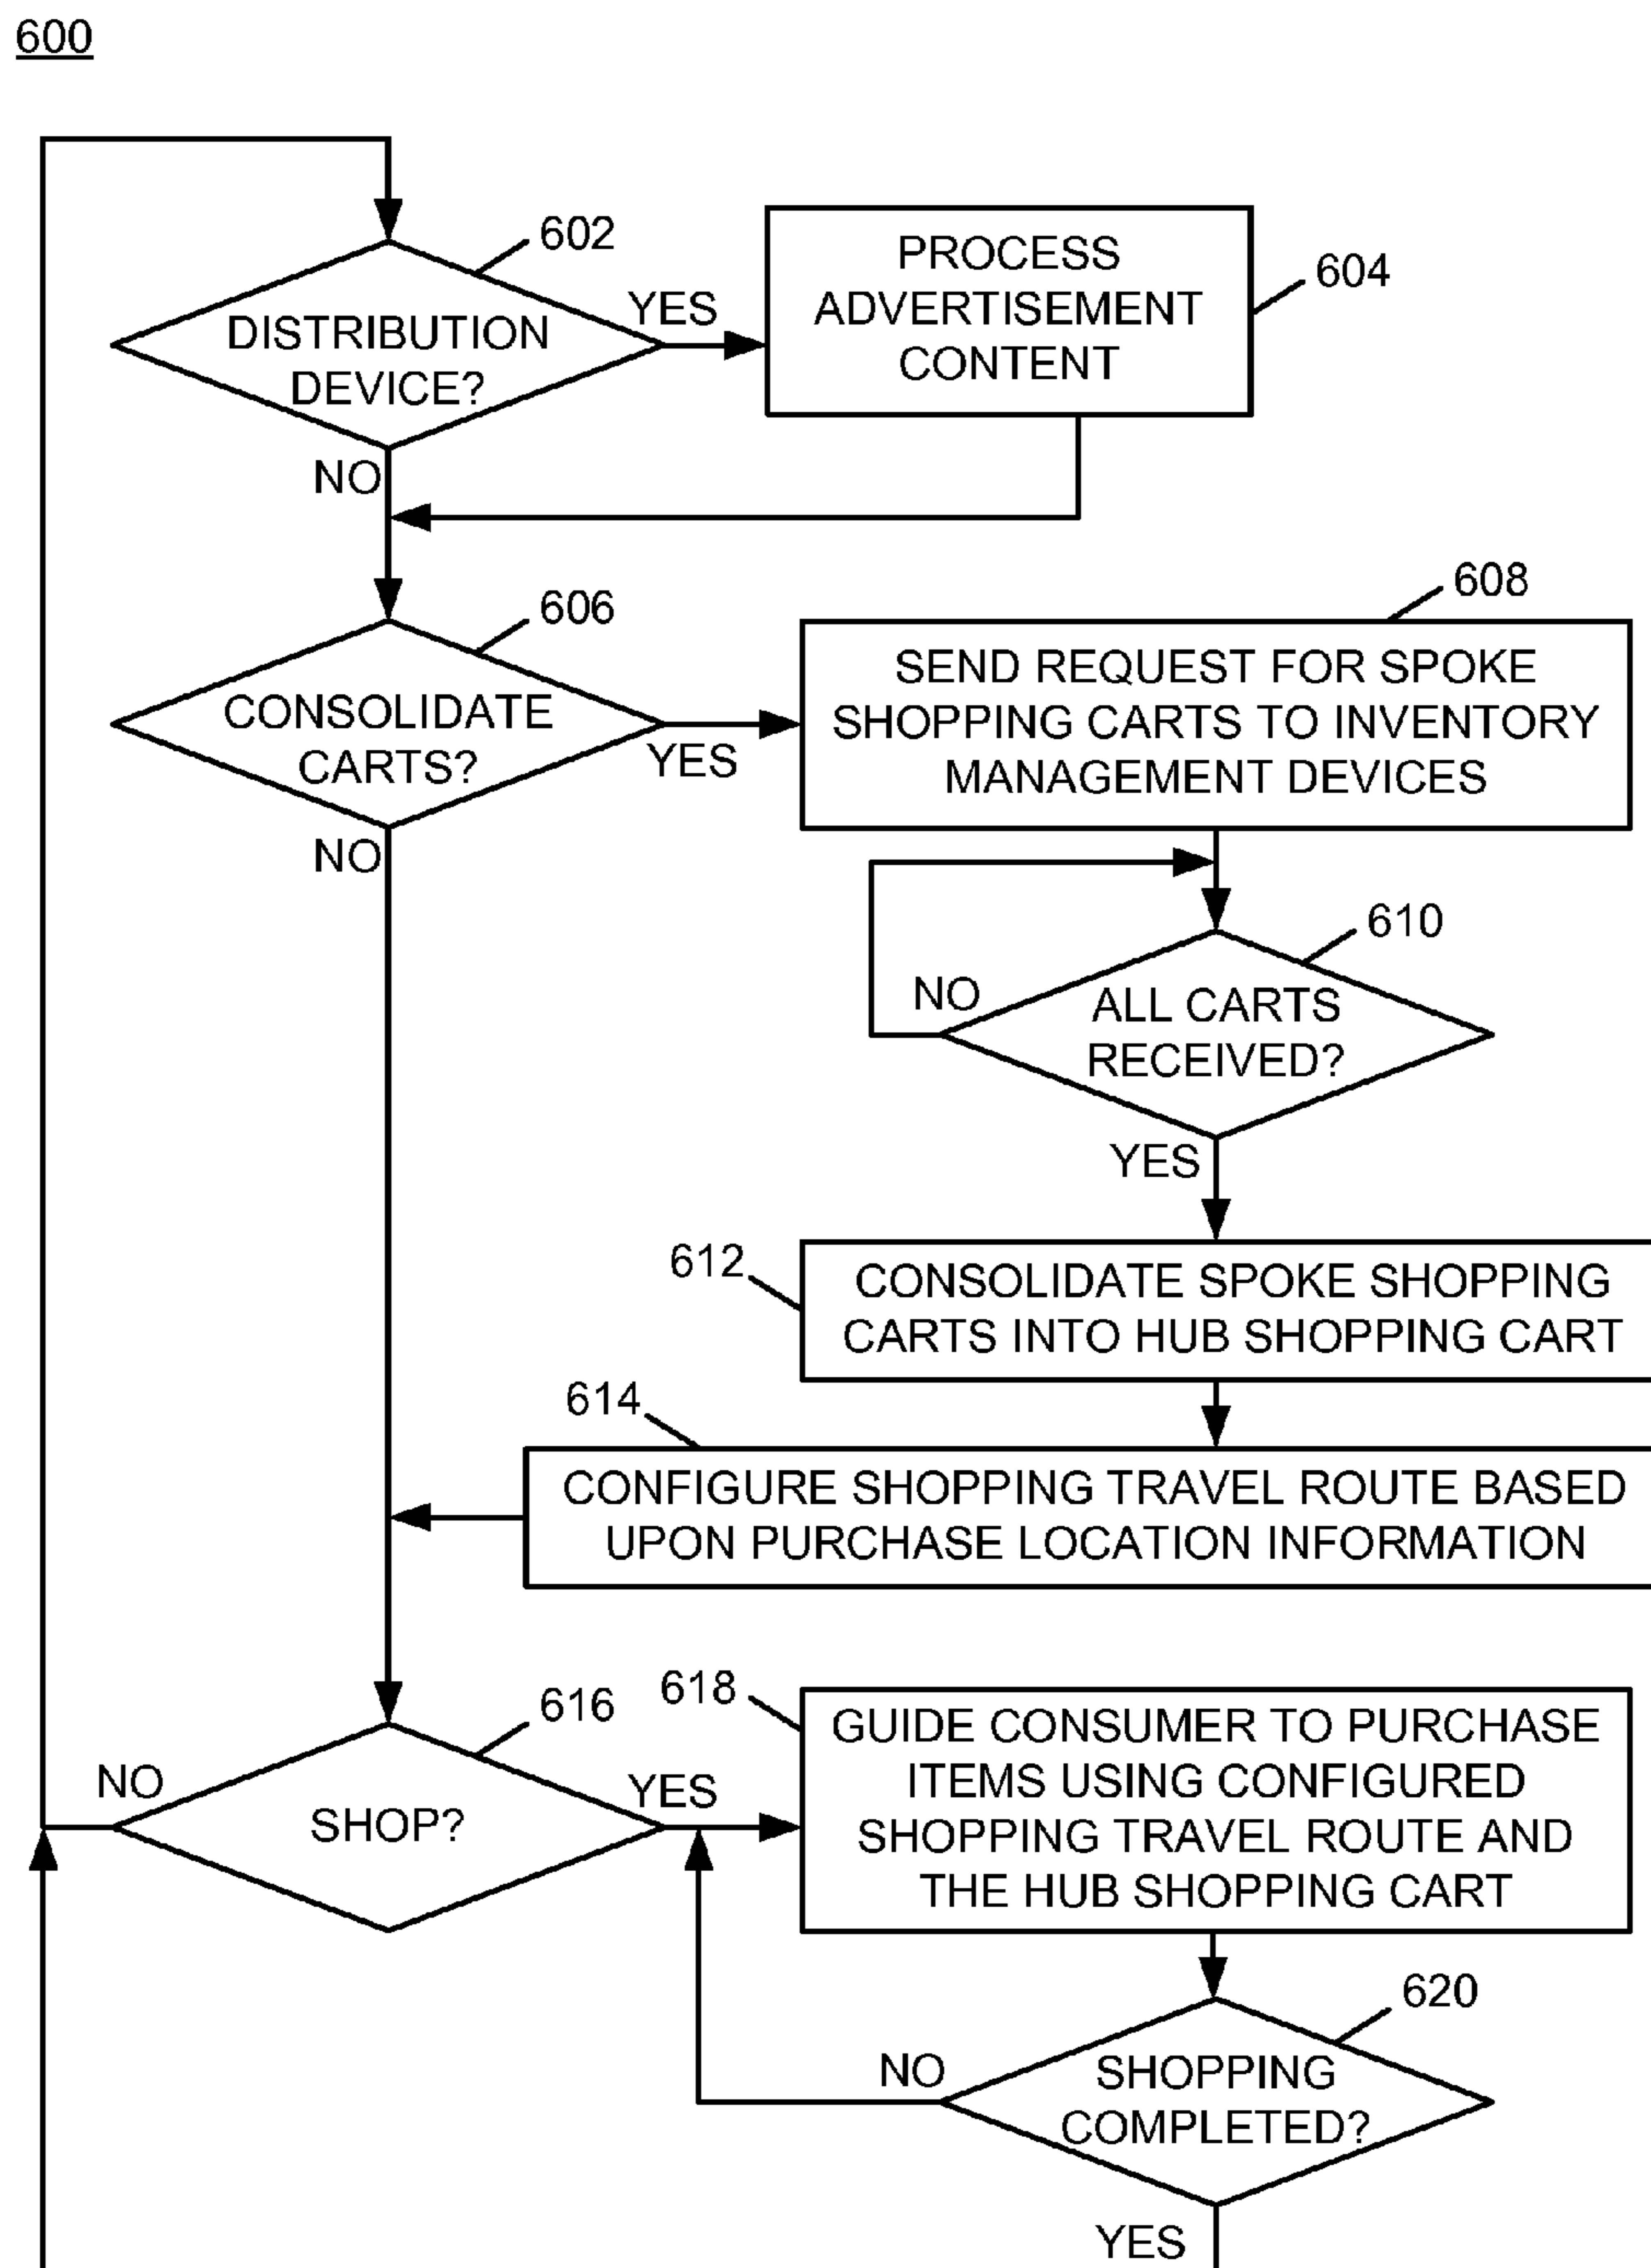 600
602
DISTRIBUTION
DEVICE?
YES
NO
PROCESS
ADVERTISEMENT
CONTENT
604
606
CONSOLIDATE
CARTS?
YES
NO
608
SEND REQUEST FOR SPOKE
SHOPPING CARTS TO INVENTORY
MANAGEMENT DEVICES
610
NO
ALL CARTS
RECEIVED?
YES
612
CONSOLIDATE SPOKE SHOPPING
CARTS INTO HUB SHOPPING CART
614
CONFIGURE SHOPPING TRAVEL ROUTE BASED
UPON PURCHASE LOCATION INFORMATION
616
NO
SHOP?
YES
618
GUIDE CONSUMER TO PURCHASE
ITEMS USING CONFIGURED
SHOPPING TRAVEL ROUTE AND
THE HUB SHOPPING CART
620
NO
SHOPPING
COMPLETED?
YES